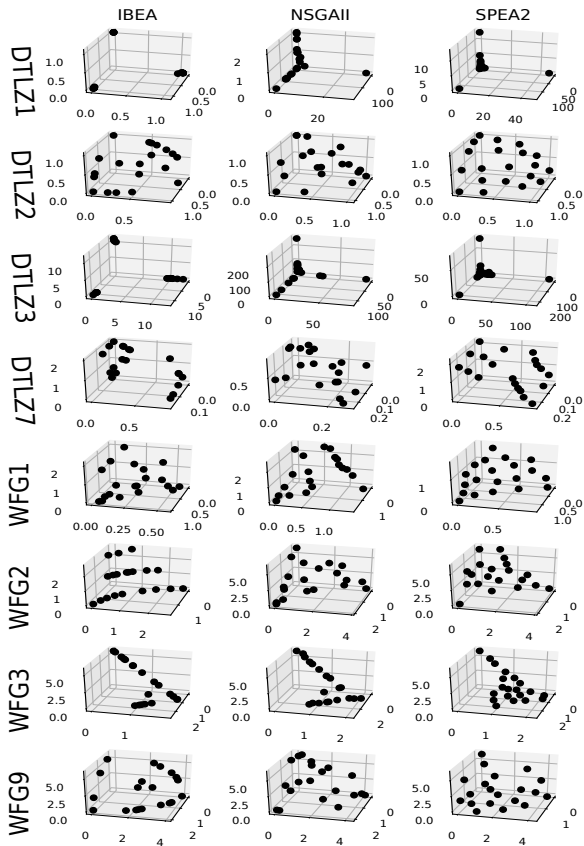 IBEA NSGAII SPEA2
DTLZ1
1.0 0.5 0.0 0.0 0.5 1.0 0.0 0.5 1.0
2 1 0 0 20 0 100
10 5 0 0 20 40 0 50 100
DTLZ2
1.0 0.5 0.0 0.0 0.5 0.0 1.0
1.0 0.5 0.0 0.0 0.5 1.0 0.0 1.0
1.0 0.5 0.0 0.0 0.5 1.0 0.0 1.0
DTLZ3
10 5 0 0 5 10 0 5 15
200 100 0 0 50 0 100
50 0 0 50 100 0 100 200
DTLZ7
2 1 0 0.0 0.5 0.0 0.1
0.5 0.0 0.0 0.2 0.0 0.1
2 1 0 0.0 0.5 0.0 0.2
WFG1
2 1 0 0.00 0.25 0.50 0.0 0.5 1.0
2 1 0 0.0 0.5 1.0 0 1
1 0 0.0 0.5 0.0 0.5 1.0
WFG2
2 1 0 0 1 2 0 1 2
5.0 2.5 0.0 0 2 4 0 1 2
5.0 2.5 0.0 0 2 4 0 1 2
WFG3
5.0 2.5 0.0 0 1 0 1 2
5.0 2.5 0.0 0 1 2 0 1 2
5.0 2.5 0.0 0 1 2 0 1 2
WFG9
5.0 2.5 0.0 0 2 4 0 1 2
5.0 2.5 0.0 0 2 0 1 2
5.0 2.5 0.0 0 2 4 0 1